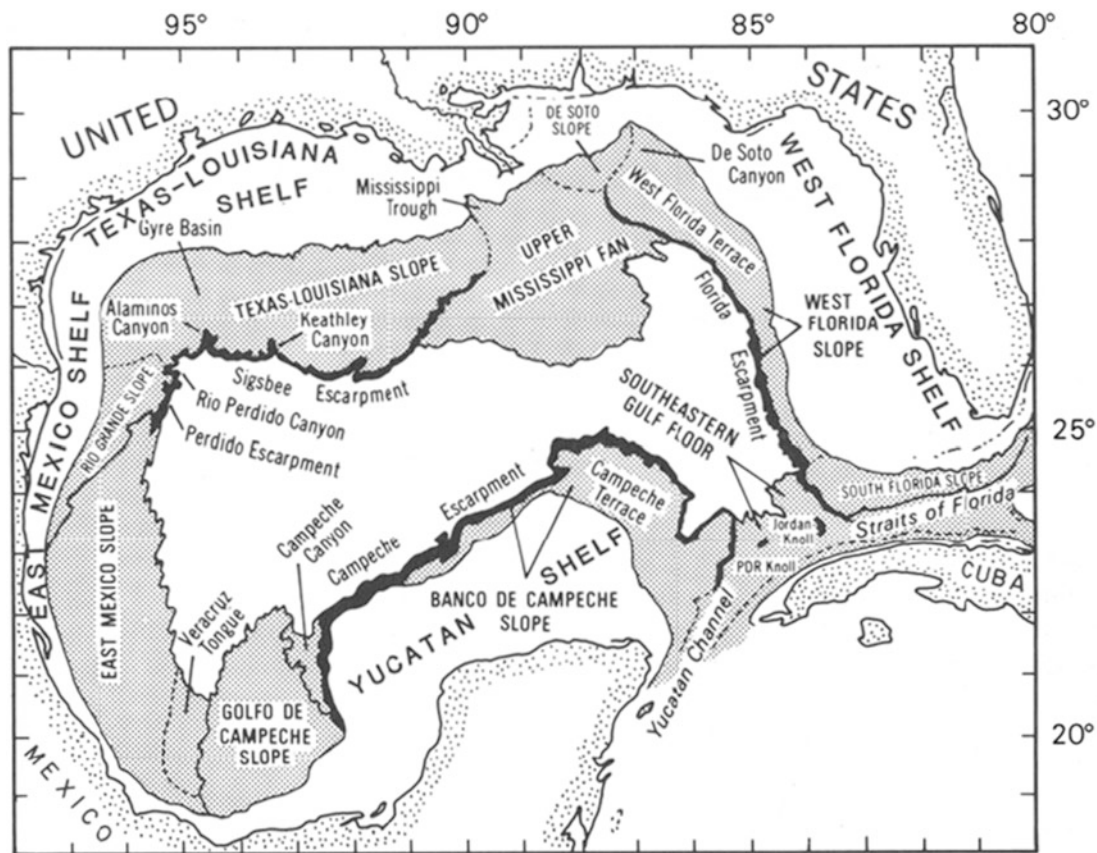 95°
90°
85°
80°
30°
25°
20°
UNITED
STATES
TEXAS-LOUISIANA
SHELF
DE SOTO
SLOPE
De Soto
Canyon
WEST FLORIDA SHELF
Mississippi
Trough
Gyre Basin
West Florida Terrace
UPPER
MISSISSIPPI FAN
TEXAS-LOUISIANA SLOPE
Alaminos
Canyon
Keathley
Canyon
Florida
Escarpment
WEST
FLORIDA
SLOPE
Sigsbee
Escarpment
EAST MEXICO SHELF
RIO GRANDE SLOPE
Rio Perdido Canyon
Perdido Escarpment
SOUTHEASTERN
GULF FLOOR
SOUTH FLORIDA SLOPE
Straits of Florida
Campeche
Terrace
Campeche
Escarpment
Campeche
Canyon
Jordan
Knoll
PDR Knoll
CUBA
EAST MEXICO SLOPE
Veracruz
Tongue
BANCO DE CAMPECHE
SLOPE
YUCATAN SHELF
Yucatan Channel
GOLFO DE
CAMPECHE
SLOPE
MEXICO